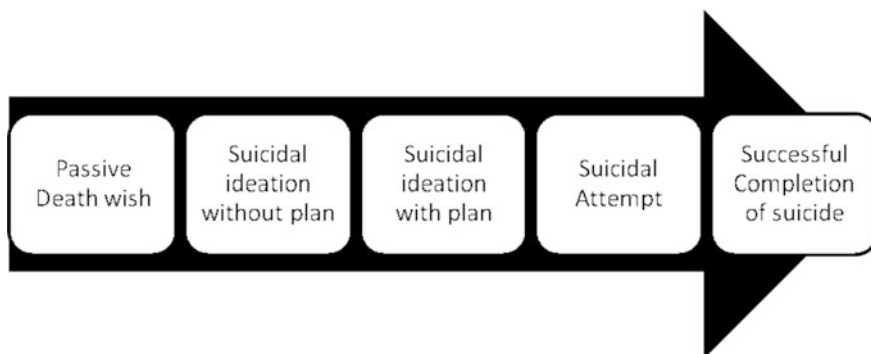 Passive
Death wish
Suicidal
ideation
without plan
Suicidal
ideation
with plan
Suicidal
Attempt
Successful
Completion
of suicide